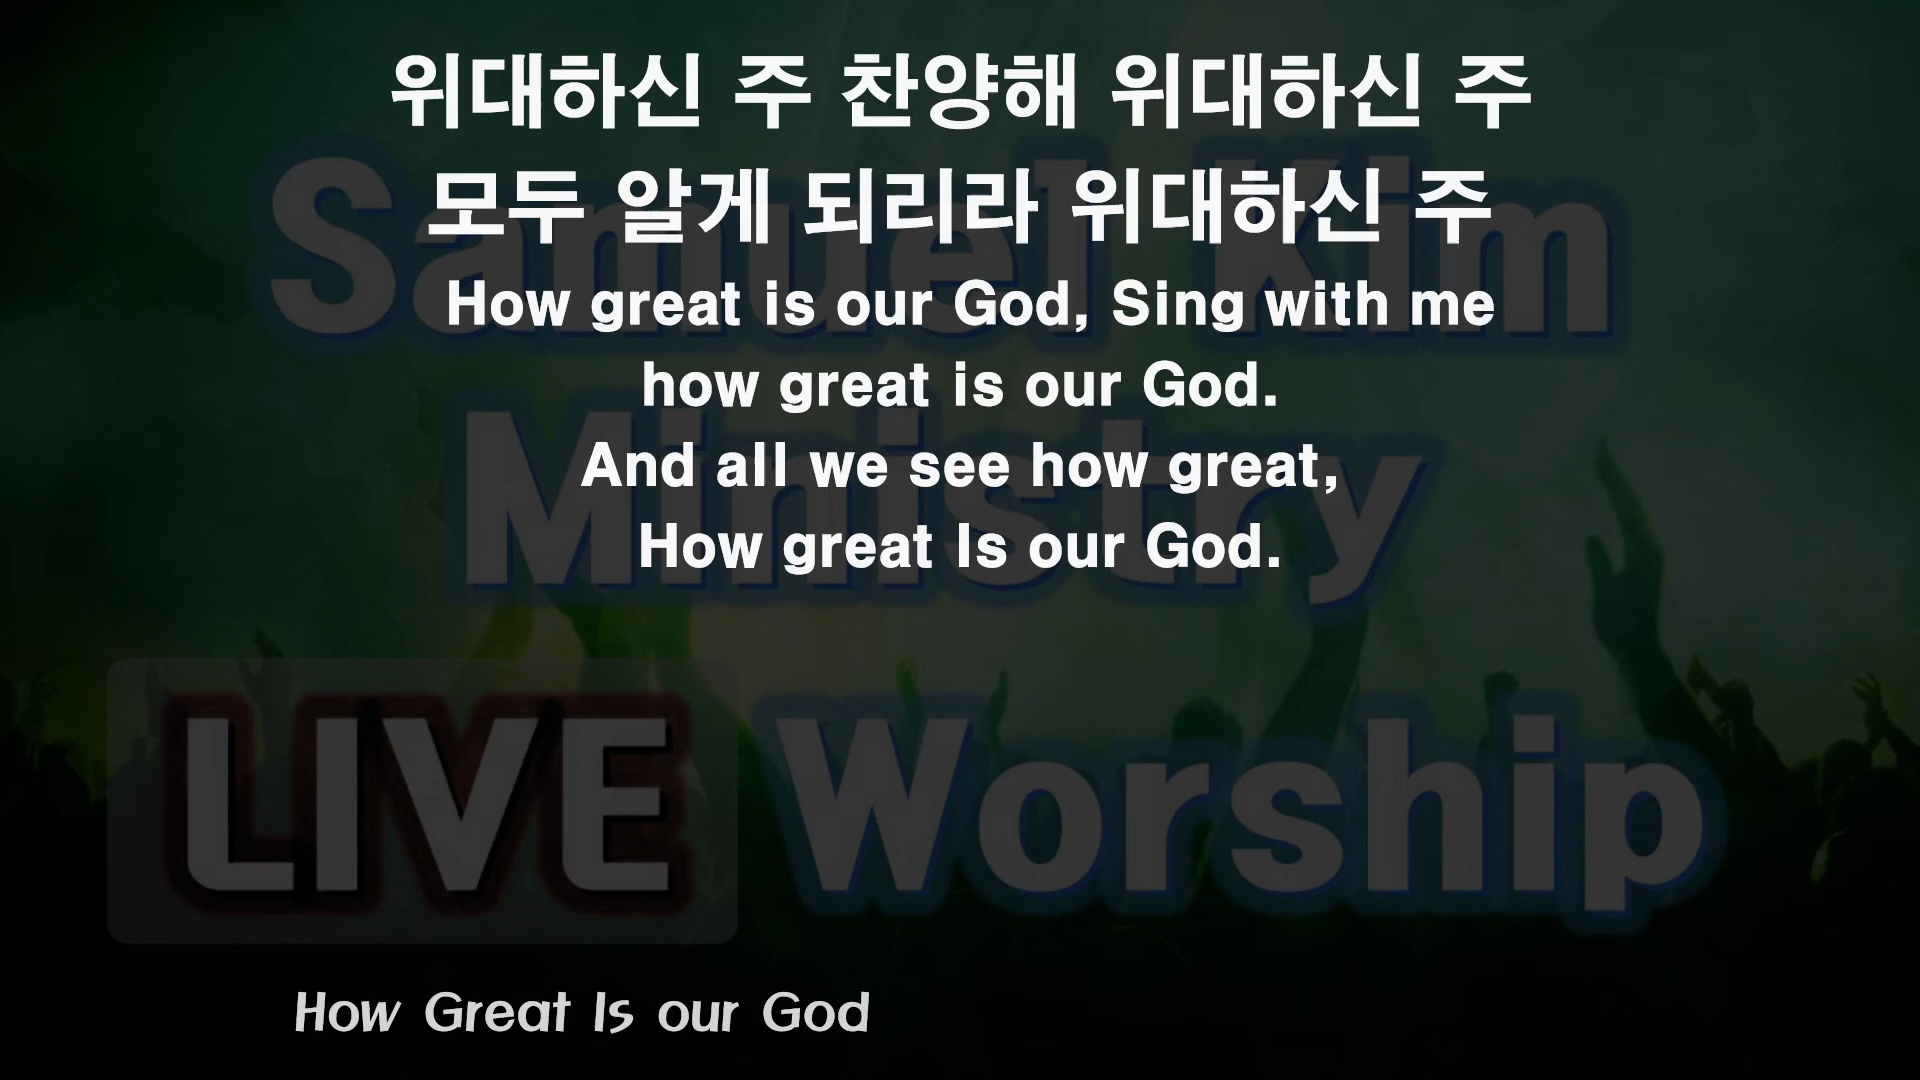 위대하신 주 찬양해 위대하신 주
모두 알게 되리라 위대하신 주
How great is our God, Sing with me
how great is our God.
And all we see how great,
How great Is our God.
Samuel Kim
Ministry
LIVE Worship
How Great Is our God